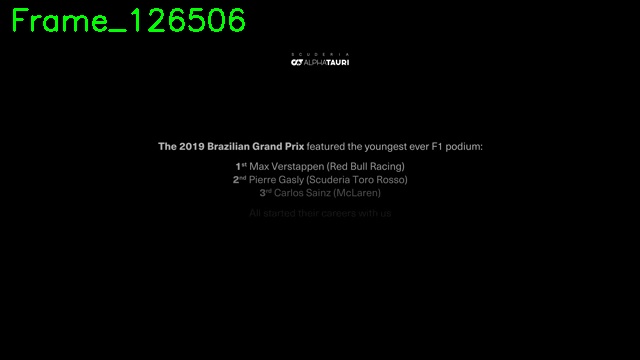 Frame_126506
SCUDERIA
ALPHATAURI
The 2019 Brazilian Grand Prix featured the youngest ever F1 podium:
1st Max Verstappen (Red Bull Racing)
2nd Pierre Gasly (Scuderia Toro Rosso)
3rd Carlos Sainz (McLaren)
All started their careers with us